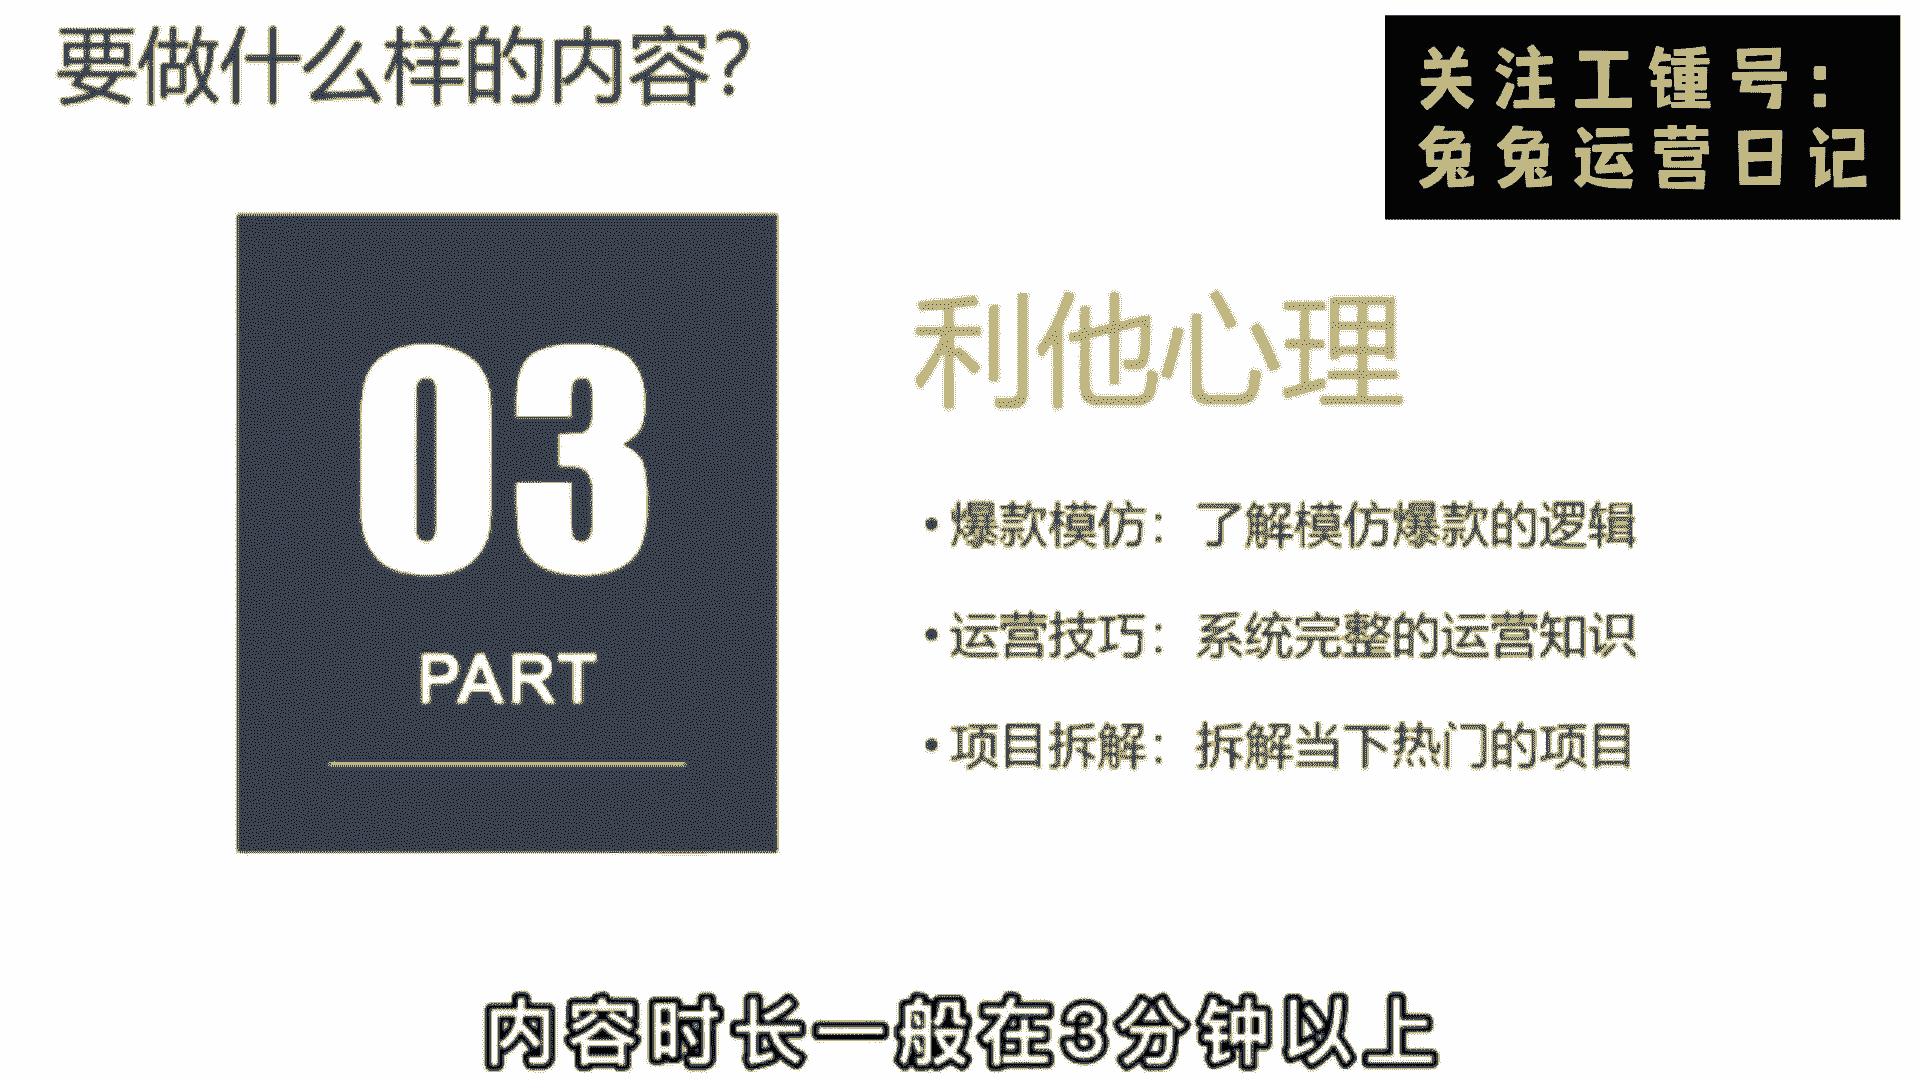 要做什么样的内容？
关注工锺号：
兔兔运营日记
03
PART
利他心理
• 爆款模仿：了解模仿爆款的逻辑
• 运营技巧：系统完整的运营知识
• 项目拆解：拆解当下热门的项目
内容时长一般在3分钟以上